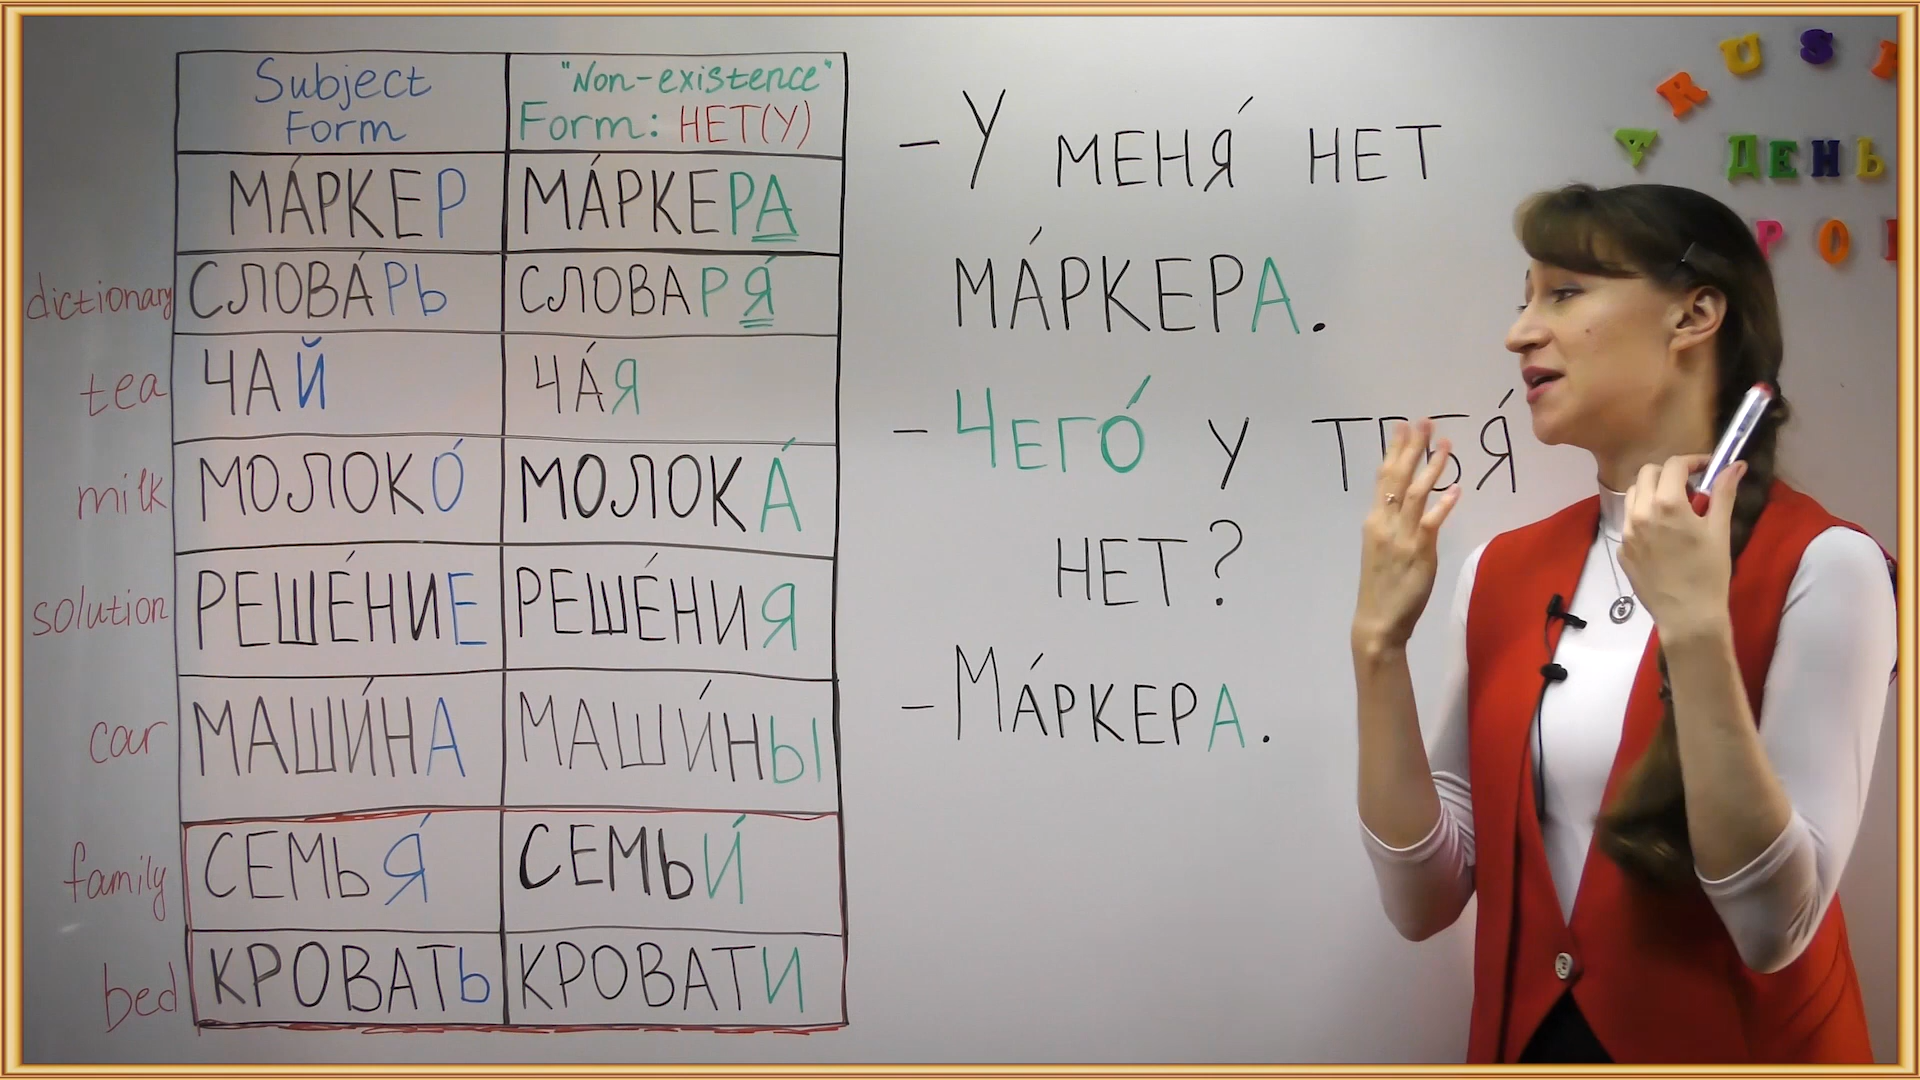 Subject
Form
"Non-existence"
Form: НЕТ(У)
МА́РКЕР
МА́РКЕРА
dictionary
СЛОВА́РЬ
СЛОВАРЯ́
tea
ЧАЙ
ЧА́Я
milk
МОЛОКО́
МОЛОКА́
solution
РЕШЕ́НИЕ
РЕШЕ́НИЯ
car
МАШИ́НА
МАШИ́НЫ
family
СЕМЬЯ́
СЕМЬИ́
bed
КРОВАТЬ
КРОВАТИ
– У МЕНЯ́ НЕТ
МА́РКЕРА.
– ЧЕГО́ У ТЕБЯ́
НЕТ?
– МА́РКЕРА.
ДЕНЬ